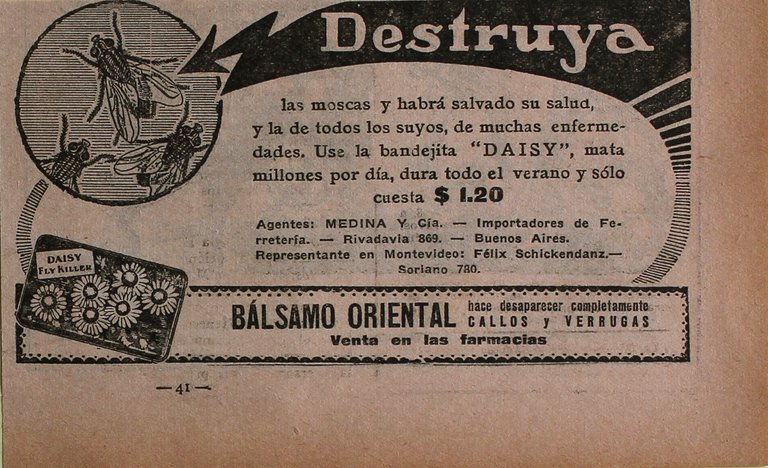 Destruya
las moscas y habrá salvado su salud,
y la de todos los suyos, de muchas enferme-
dades. Use la bandejita “DAISY”, mata
millones por día, dura todo el verano y sólo
cuesta $ 1.20
Agentes: MEDINA Y Cía. — Importadores de Fe-
rretería. — Rivadavia 869. — Buenos Aires.
Representante en Montevideo: Félix Schickendanz.—
Soriano 780.
DAISY
FLY KILLER
BÁLSAMO ORIENTAL hace desaparecer completamente
CALLOS y VERRUGAS
Venta en las farmacias
— 41 —